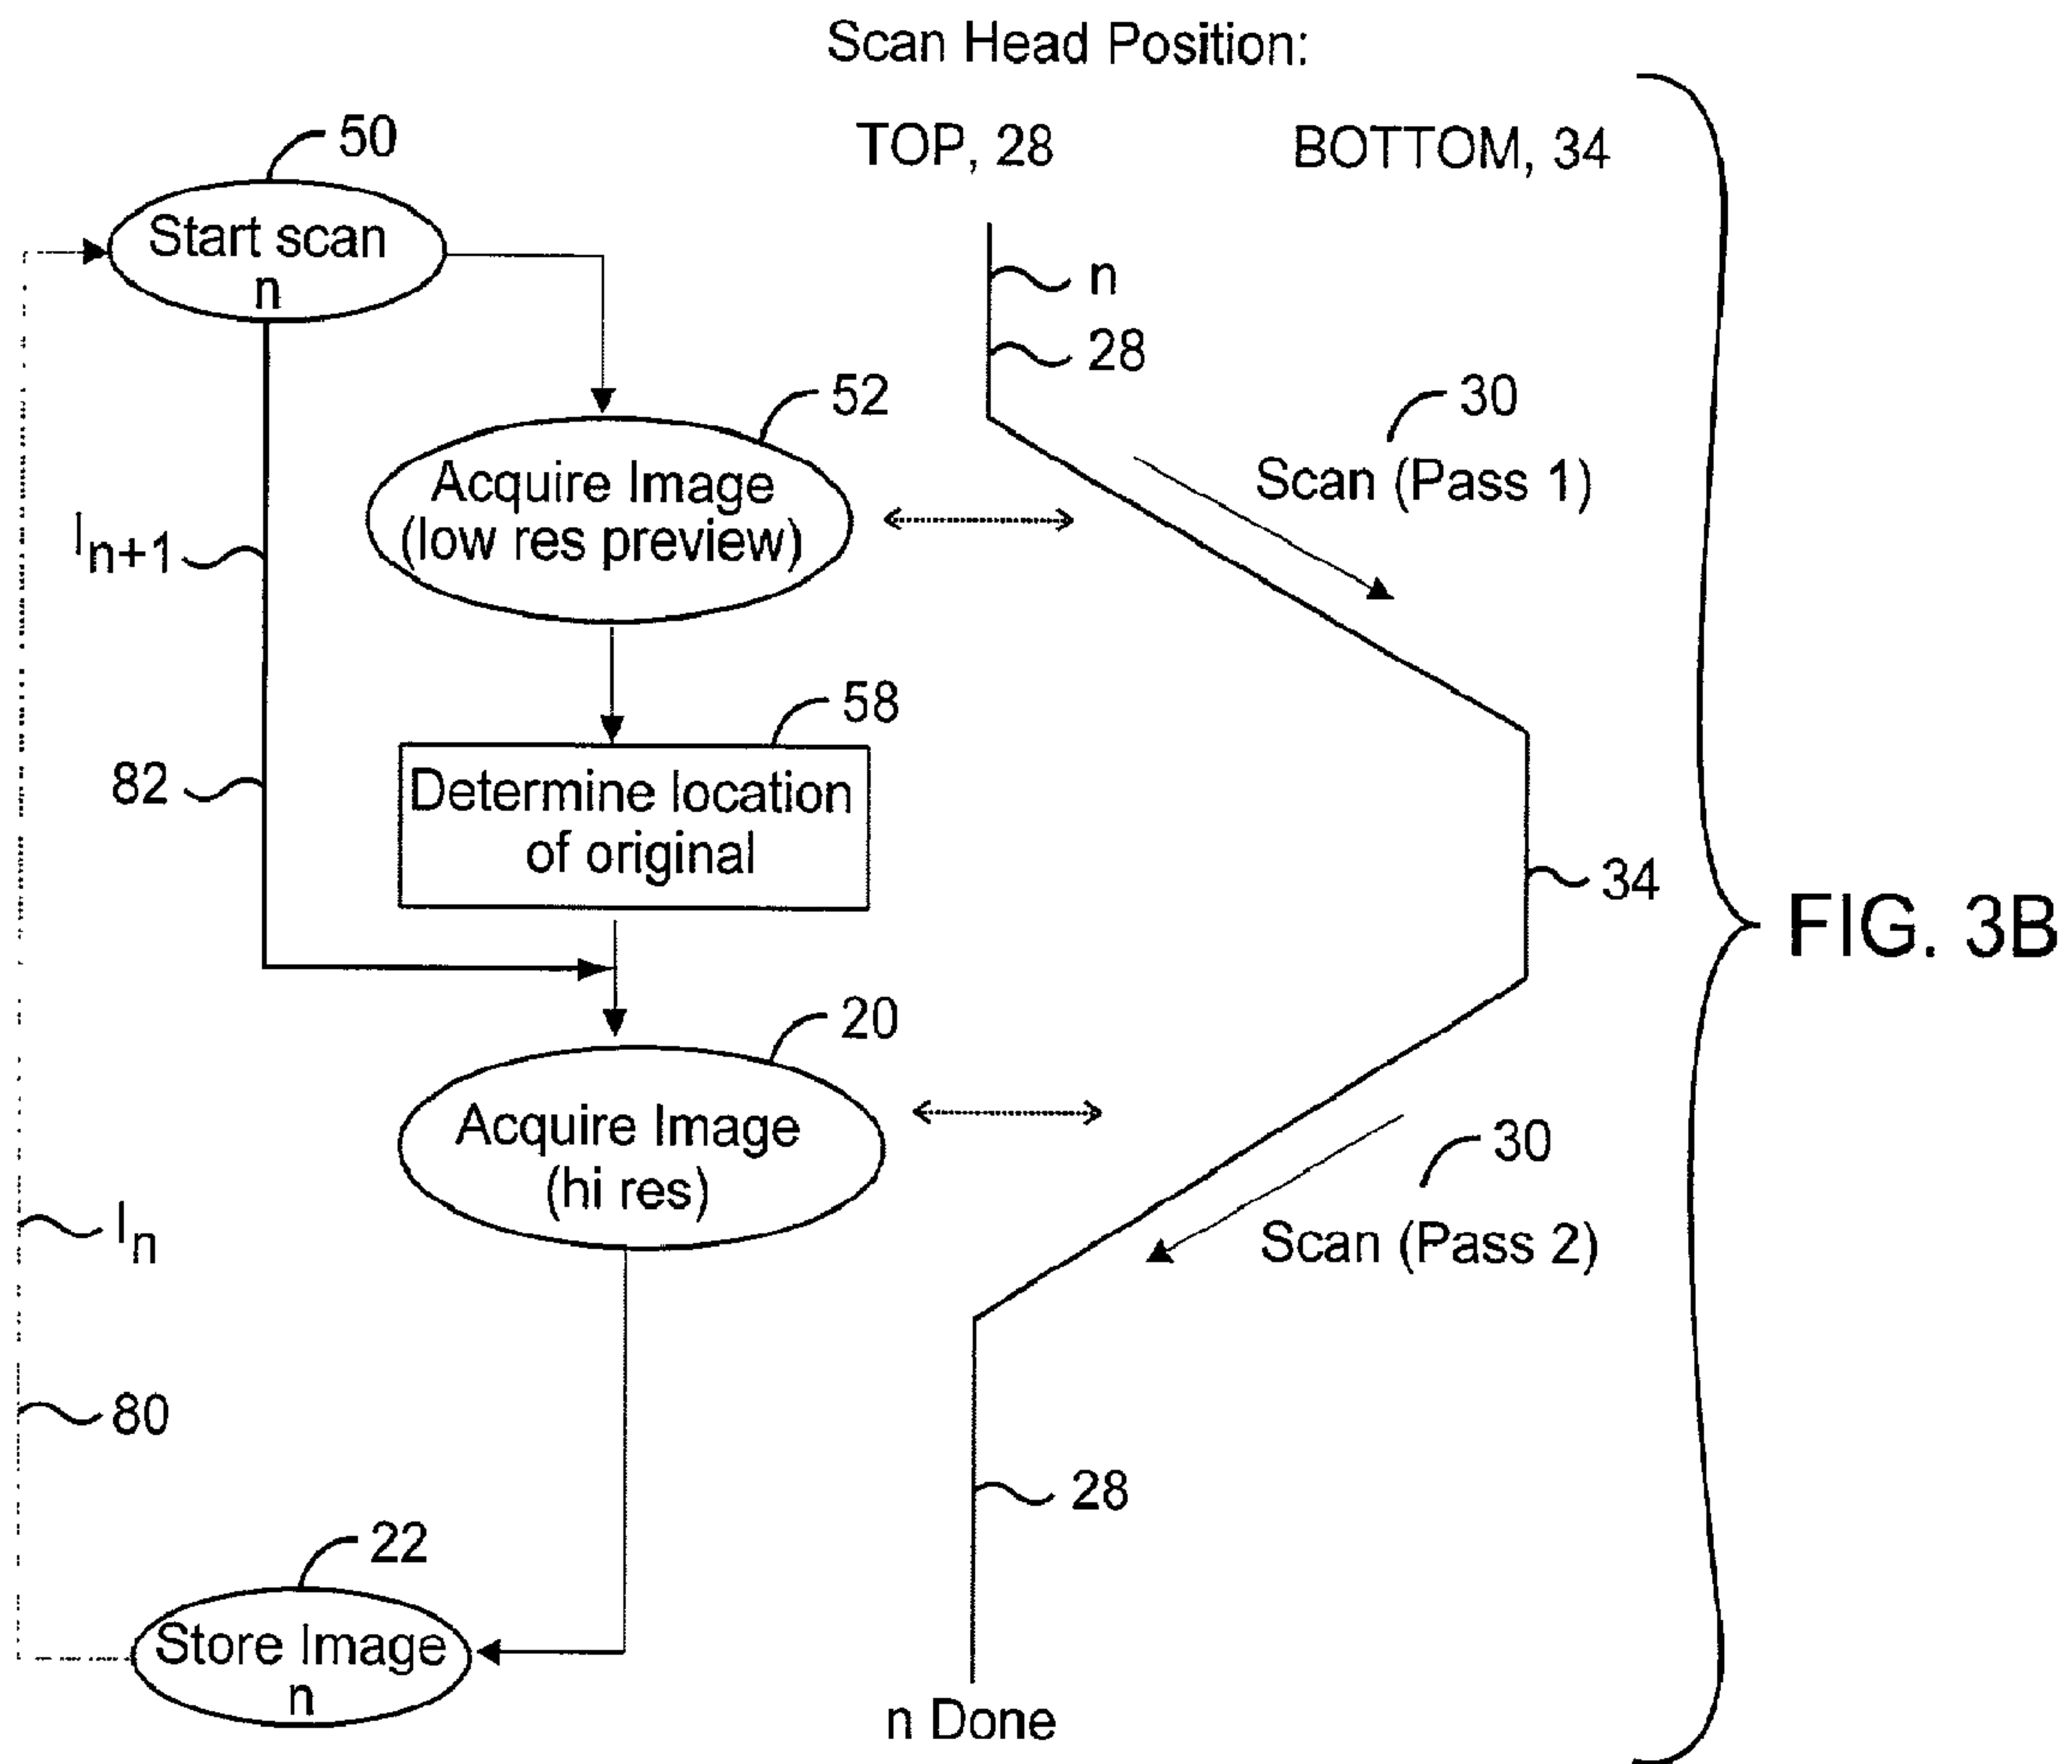 Scan Head Position:
TOP, 28
BOTTOM, 34
50
Start scan
n
n
28
52
30
Acquire Image
(low res preview)
Scan (Pass 1)
In+1
58
82
Determine location
of original
34
FIG. 3B
20
Acquire Image
(hi res)
30
Scan (Pass 2)
In
80
28
22
Store Image
n
n Done